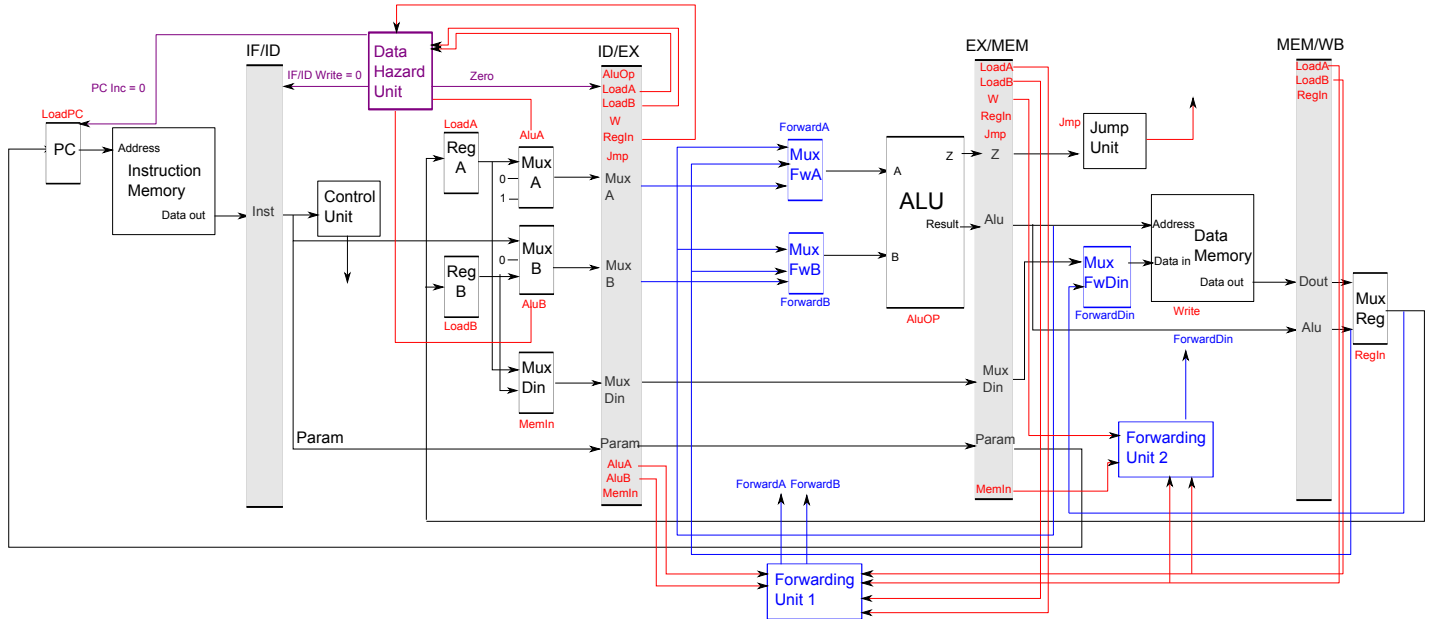 IF/ID
Data
Hazard
Unit
ID/EX
EX/MEM
MEM/WB
PC Inc = 0
IF/ID Write = 0
Zero
LoadPC
PC
Address
Instruction
Memory
Data out
Inst
Control
Unit
Param
LoadA
Reg
A
Reg
B
LoadB
AluA
Mux
A
0
1
Mux
B
0
AluB
Mux
Din
MemIn
AluOp
LoadA
LoadB
W
RegIn
Jmp
Mux
A
Mux
B
Mux
Din
Param
AluA
AluB
MemIn
ForwardA
Mux
FwA
Mux
FwB
ForwardB
A
B
Z
ALU
Result
AluOP
ForwardA ForwardB
Forwarding
Unit 1
LoadA
LoadB
W
RegIn
Jmp
Z
Alu
Mux
Din
Param
MemIn
Jmp
Jump
Unit
Mux
FwDin
ForwardDin
Address
Data
Memory
Data in
Data out
Write
ForwardDin
Forwarding
Unit 2
LoadA
LoadB
RegIn
Dout
Alu
Mux
Reg
RegIn